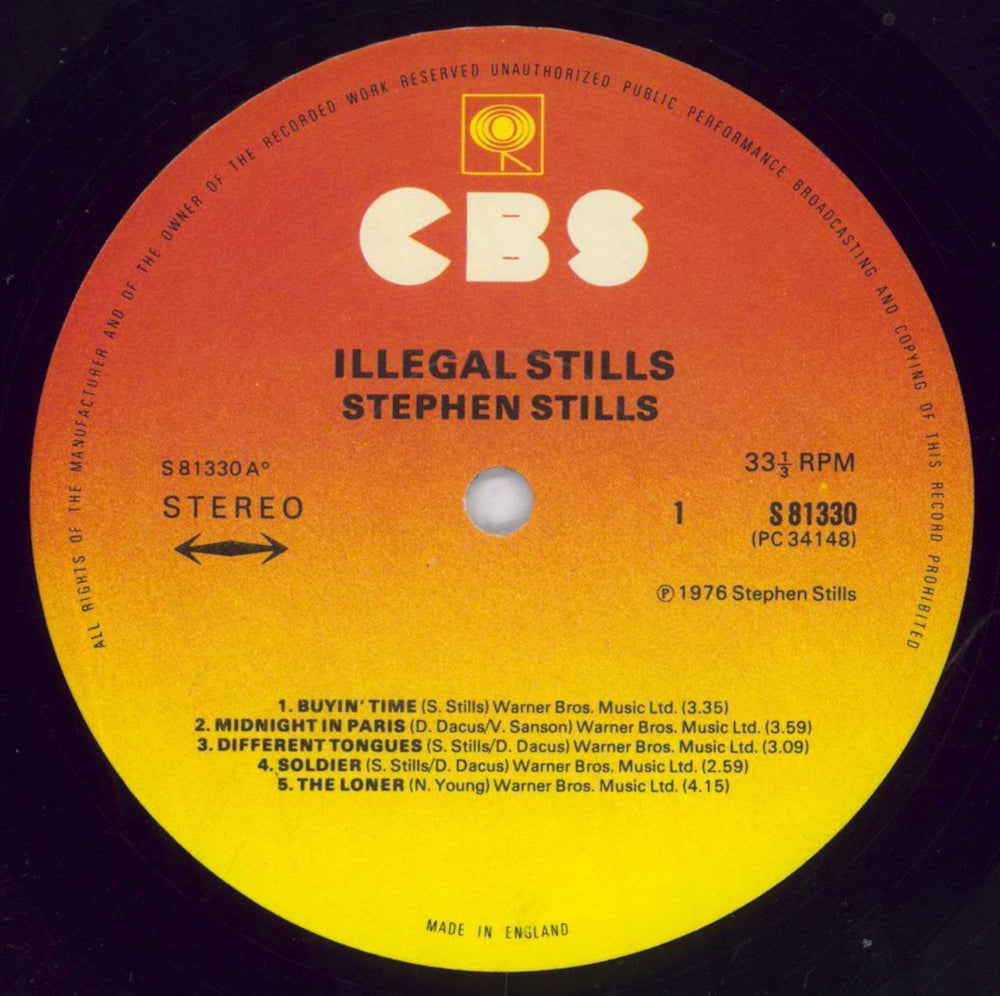 ALL RIGHTS OF THE MANUFACTURER AND OF THE OWNER OF THE RECORDED WORK RESERVED UNAUTHORIZED PUBLIC PERFORMANCE BROADCASTING AND COPYING OF THIS RECORD PROHIBITED
CBS
ILLEGAL STILLS
STEPHEN STILLS
S 81330 A°
STEREO
33⅓ RPM
1 S 81330
(PC 34148)
℗ 1976 Stephen Stills
1. BUYIN' TIME (S. Stills) Warner Bros. Music Ltd. (3.35)
2. MIDNIGHT IN PARIS (D. Dacus/V. Sanson) Warner Bros. Music Ltd. (3.59)
3. DIFFERENT TONGUES (S. Stills/D. Dacus) Warner Bros. Music Ltd. (3.09)
4. SOLDIER (S. Stills/D. Dacus) Warner Bros. Music Ltd. (2.59)
5. THE LONER (N. Young) Warner Bros. Music Ltd. (4.15)
MADE IN ENGLAND